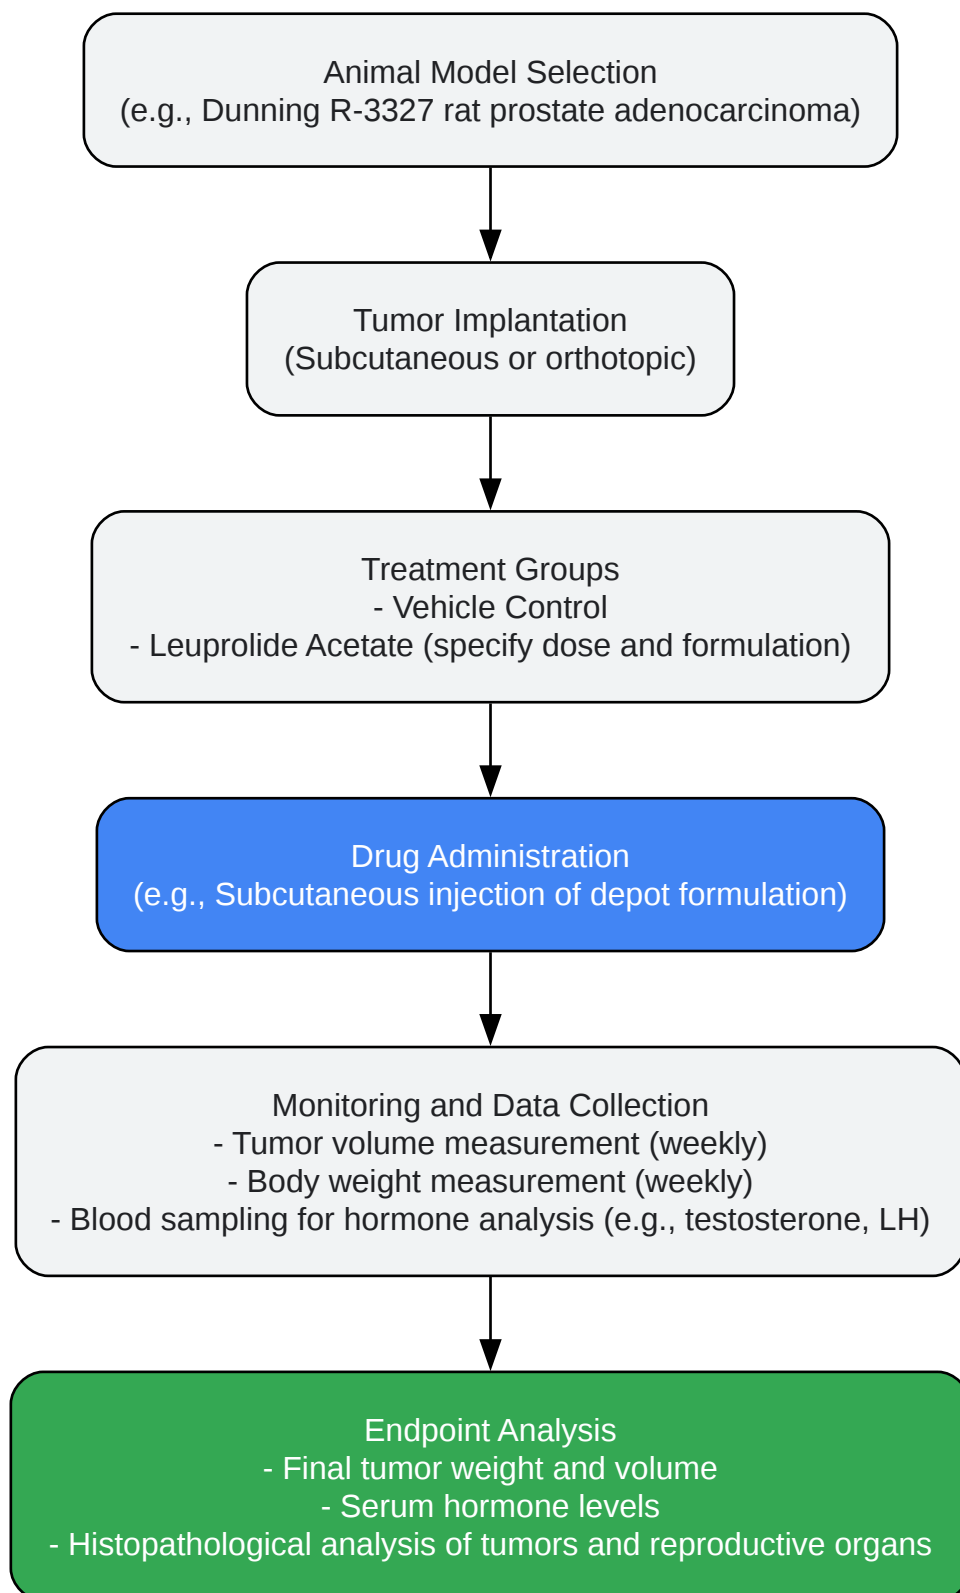 Animal Model Selection
(e.g., Dunning R-3327 rat prostate adenocarcinoma)
Tumor Implantation
(Subcutaneous or orthotopic)
Treatment Groups
- Vehicle Control
- Leuprolide Acetate (specify dose and formulation)
Drug Administration
(e.g., Subcutaneous injection of depot formulation)
Monitoring and Data Collection
- Tumor volume measurement (weekly)
- Body weight measurement (weekly)
- Blood sampling for hormone analysis (e.g., testosterone, LH)
Endpoint Analysis
- Final tumor weight and volume
- Serum hormone levels
- Histopathological analysis of tumors and reproductive organs